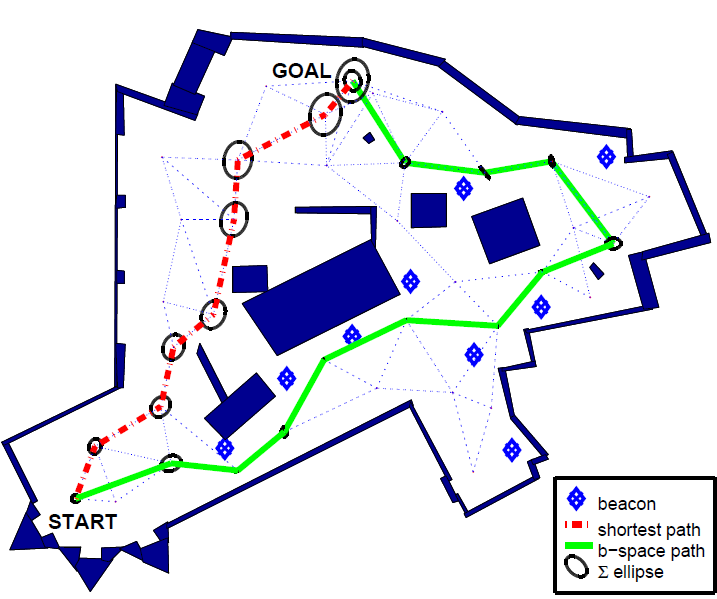 GOAL
START
beacon
shortest path
b−space path
Σ ellipse